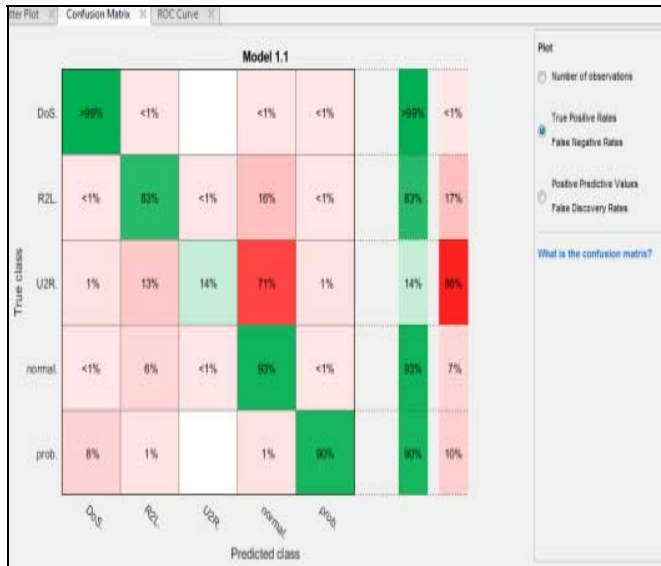 tter Plot X Confusion Matrix X ROC Curve X
Model 1.1
Plot
Number of observations
True Positive Rates
False Negative Rates
Positive Predictive Values
False Discovery Rates
What is the confusion matrix?
True class
DoS. >99% <1% <1% <1% >99% <1%
R2L. <1% 83% <1% 16% <1% 83% 17%
U2R. 1% 13% 14% 71% 1% 14% 86%
normal. <1% 6% <1% 93% <1% 93% 7%
prob. 8% 1% 1% 90% 90% 10%
DoS. R2L. U2R. normal. prob.
Predicted class